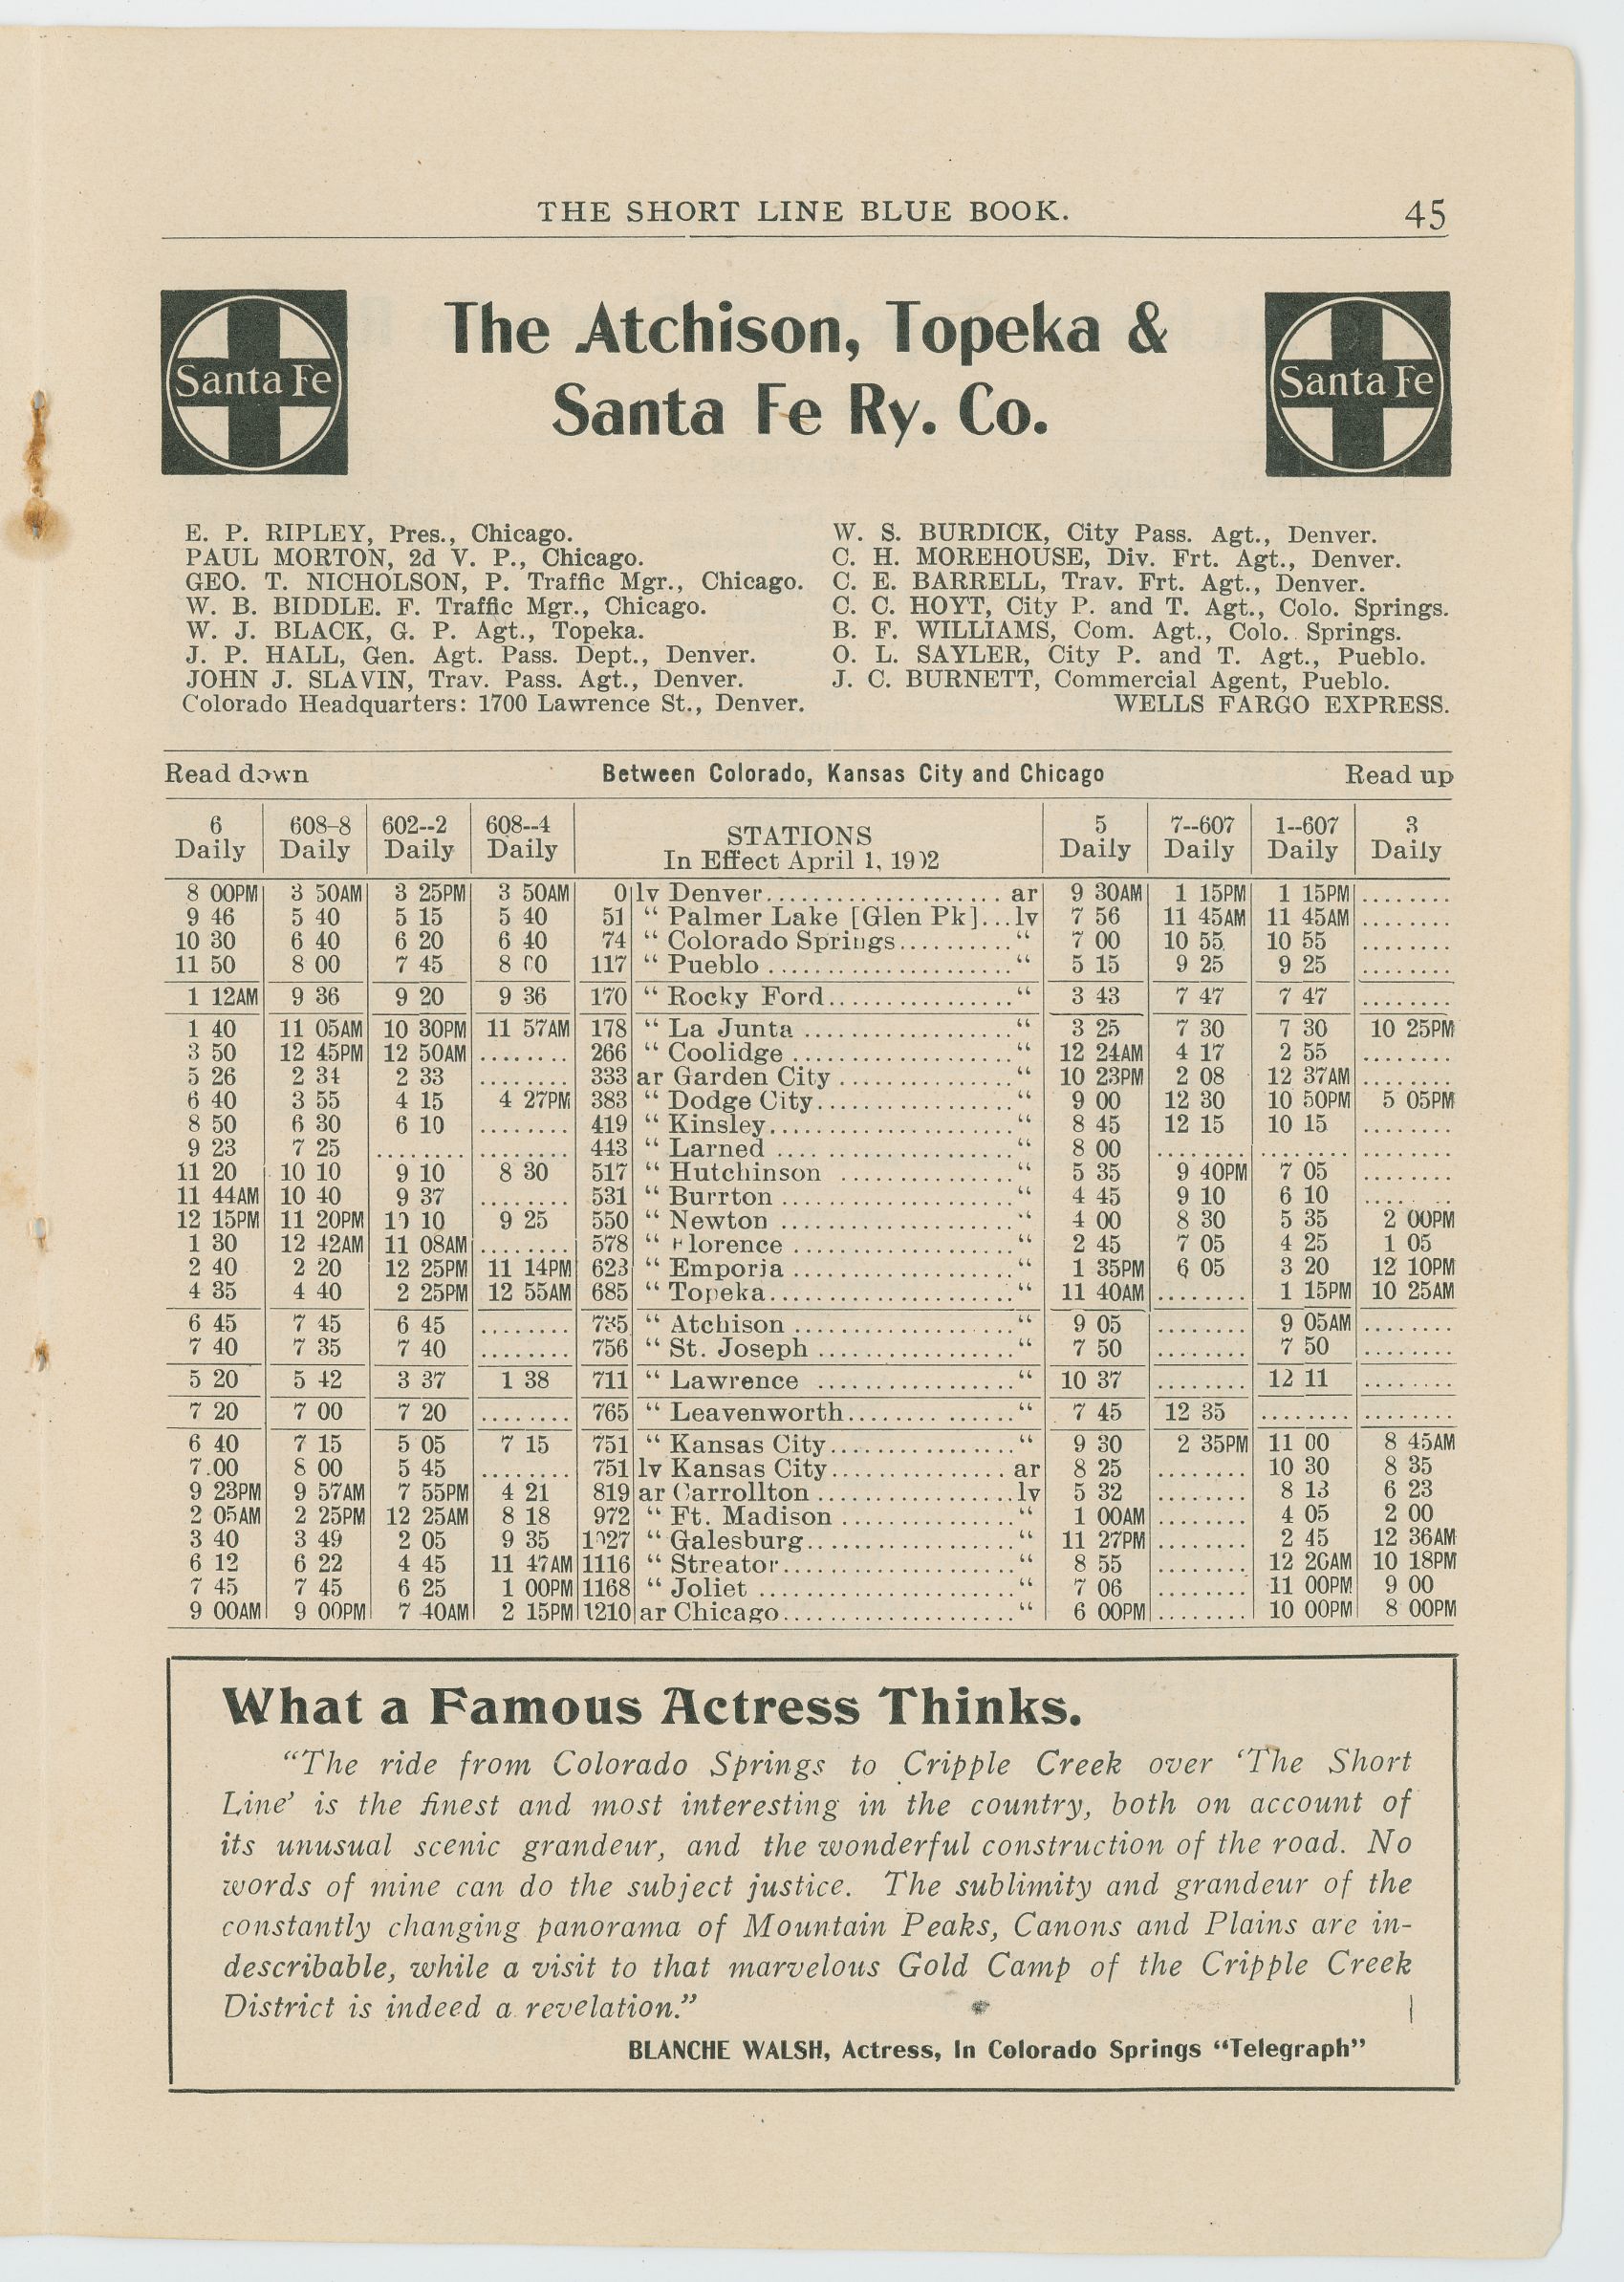 THE SHORT LINE BLUE BOOK. 45
Santa Fe
The Atchison, Topeka &
Santa Fe Ry. Co.
Santa Fe
E. P. RIPLEY, Pres., Chicago.
PAUL MORTON, 2d V. P., Chicago.
GEO. T. NICHOLSON, P. Traffic Mgr., Chicago.
W. B. BIDDLE. F. Traffic Mgr., Chicago.
W. J. BLACK, G. P. Agt., Topeka.
J. P. HALL, Gen. Agt. Pass. Dept., Denver.
JOHN J. SLAVIN, Trav. Pass. Agt., Denver.
Colorado Headquarters: 1700 Lawrence St., Denver.
W. S. BURDICK, City Pass. Agt., Denver.
C. H. MOREHOUSE, Div. Frt. Agt., Denver.
C. E. BARRELL, Trav. Frt. Agt., Denver.
C. C. HOYT, City P. and T. Agt., Colo. Springs.
B. F. WILLIAMS, Com. Agt., Colo. Springs.
O. L. SAYLER, City P. and T. Agt., Pueblo.
J. C. BURNETT, Commercial Agent, Pueblo.
WELLS FARGO EXPRESS.
Read down Between Colorado, Kansas City and Chicago Read up
6 608-8 602--2 608--4 STATIONS 5 7--607 1--607 3
Daily Daily Daily Daily In Effect April 1, 1902 Daily Daily Daily Daily
8 00PM 3 50AM 3 25PM 3 50AM 0 lv Denver.................... ar 9 30AM 1 15PM 1 15PM ........
9 46 5 40 5 15 5 40 51 “ Palmer Lake [Glen Pk]...lv 7 56 11 45AM 11 45AM ........
10 30 6 40 6 20 6 40 74 “ Colorado Springs.......... “ 7 00 10 55 10 55 ........
11 50 8 00 7 45 8 00 117 “ Pueblo .................... “ 5 15 9 25 9 25 ........
1 12AM 9 36 9 20 9 36 170 “ Rocky Ford................ “ 3 43 7 47 7 47 ........
1 40 11 05AM 10 30PM 11 57AM 178 “ La Junta .................. “ 3 25 7 30 7 30 10 25PM
3 50 12 45PM 12 50AM ........ 266 “ Coolidge ................... “ 12 24AM 4 17 2 55 ........
5 26 2 34 2 33 ........ 333 ar Garden City ............... “ 10 23PM 2 08 12 37AM ........
6 40 3 55 4 15 4 27PM 383 “ Dodge City................. “ 9 00 12 30 10 50PM 5 05PM
8 50 6 30 6 10 ........ 419 “ Kinsley..................... “ 8 45 12 15 10 15 ........
9 23 7 25 ........ ........ 443 “ Larned .................... “ 8 00 ........ ........ ........
11 20 10 10 9 10 8 30 517 “ Hutchinson ............... “ 5 35 9 40PM 7 05 ........
11 44AM 10 40 9 37 ........ 531 “ Burrton .................... “ 4 45 9 10 6 10 ........
12 15PM 11 20PM 10 10 9 25 550 “ Newton .................... “ 4 00 8 30 5 35 2 00PM
1 30 12 42AM 11 08AM ........ 578 “ Florence ................... “ 2 45 7 05 4 25 1 05
2 40 2 20 12 25PM 11 14PM 623 “ Emporia ................... “ 1 35PM 6 05 3 20 12 10PM
4 35 4 40 2 25PM 12 55AM 685 “ Topeka..................... “ 11 40AM ........ 1 15PM 10 25AM
6 45 7 45 6 45 ........ 735 “ Atchison ................... “ 9 05 ........ 9 05AM ........
7 40 7 35 7 40 ........ 756 “ St. Joseph ................. “ 7 50 ........ 7 50 ........
5 20 5 42 3 37 1 38 711 “ Lawrence ................. “ 10 37 ........ 12 11 ........
7 20 7 00 7 20 ........ 765 “ Leavenworth............... “ 7 45 12 35 ........ ........
6 40 7 15 5 05 7 15 751 “ Kansas City................ “ 9 30 2 35PM 11 00 8 45AM
7.00 8 00 5 45 ........ 751 lv Kansas City............... ar 8 25 ........ 10 30 8 35
9 23PM 9 57AM 7 55PM 4 21 819 ar Carrollton .................lv 5 32 ........ 8 13 6 23
2 05AM 2 25PM 12 25AM 8 18 972 “ Ft. Madison ............... “ 1 00AM ........ 4 05 2 00
3 40 3 49 2 05 9 35 1027 “ Galesburg.................. “ 11 27PM ........ 2 45 12 36AM
6 12 6 22 4 45 11 47AM 1116 “ Streator.................... “ 8 55 ........ 12 20AM 10 18PM
7 45 7 45 6 25 1 00PM 1168 “ Joliet ...................... “ 7 06 ........ 11 00PM 9 00
9 00AM 9 00PM 7 40AM 2 15PM 1210 ar Chicago.................... “ 6 00PM ........ 10 00PM 8 00PM
What a Famous Actress Thinks.
“The ride from Colorado Springs to Cripple Creek over ‘The Short
Line’ is the finest and most interesting in the country, both on account of
its unusual scenic grandeur, and the wonderful construction of the road. No
words of mine can do the subject justice. The sublimity and grandeur of the
constantly changing panorama of Mountain Peaks, Canons and Plains are in-
describable, while a visit to that marvelous Gold Camp of the Cripple Creek
District is indeed a revelation.”
BLANCHE WALSH, Actress, In Colorado Springs “Telegraph”